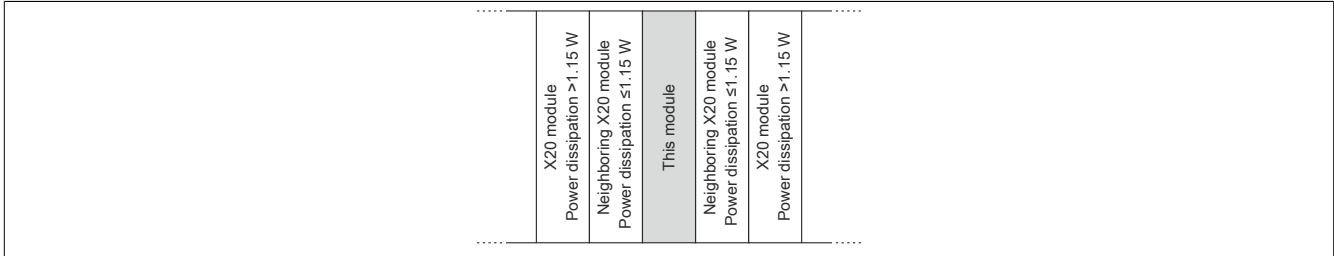 X20 module
Power dissipation >1.15 W
Neighboring X20 module
Power dissipation ≤1.15 W
This module
Neighboring X20 module
Power dissipation ≤1.15 W
X20 module
Power dissipation >1.15 W